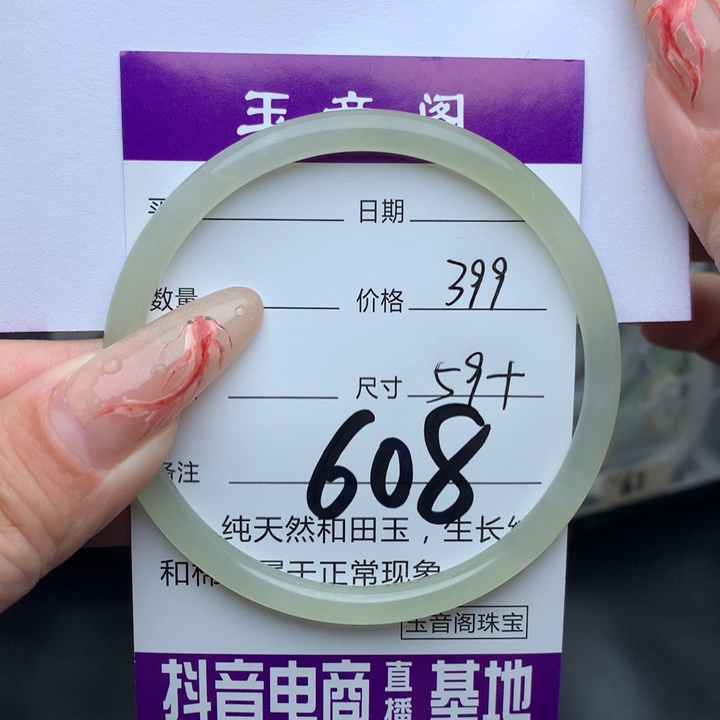 玉音阁
日期
数量 价格 399
尺寸 59+
608
备注
纯天然和田玉，生长
和棉 属于正常现象
玉音阁珠宝
抖音电商直播基地